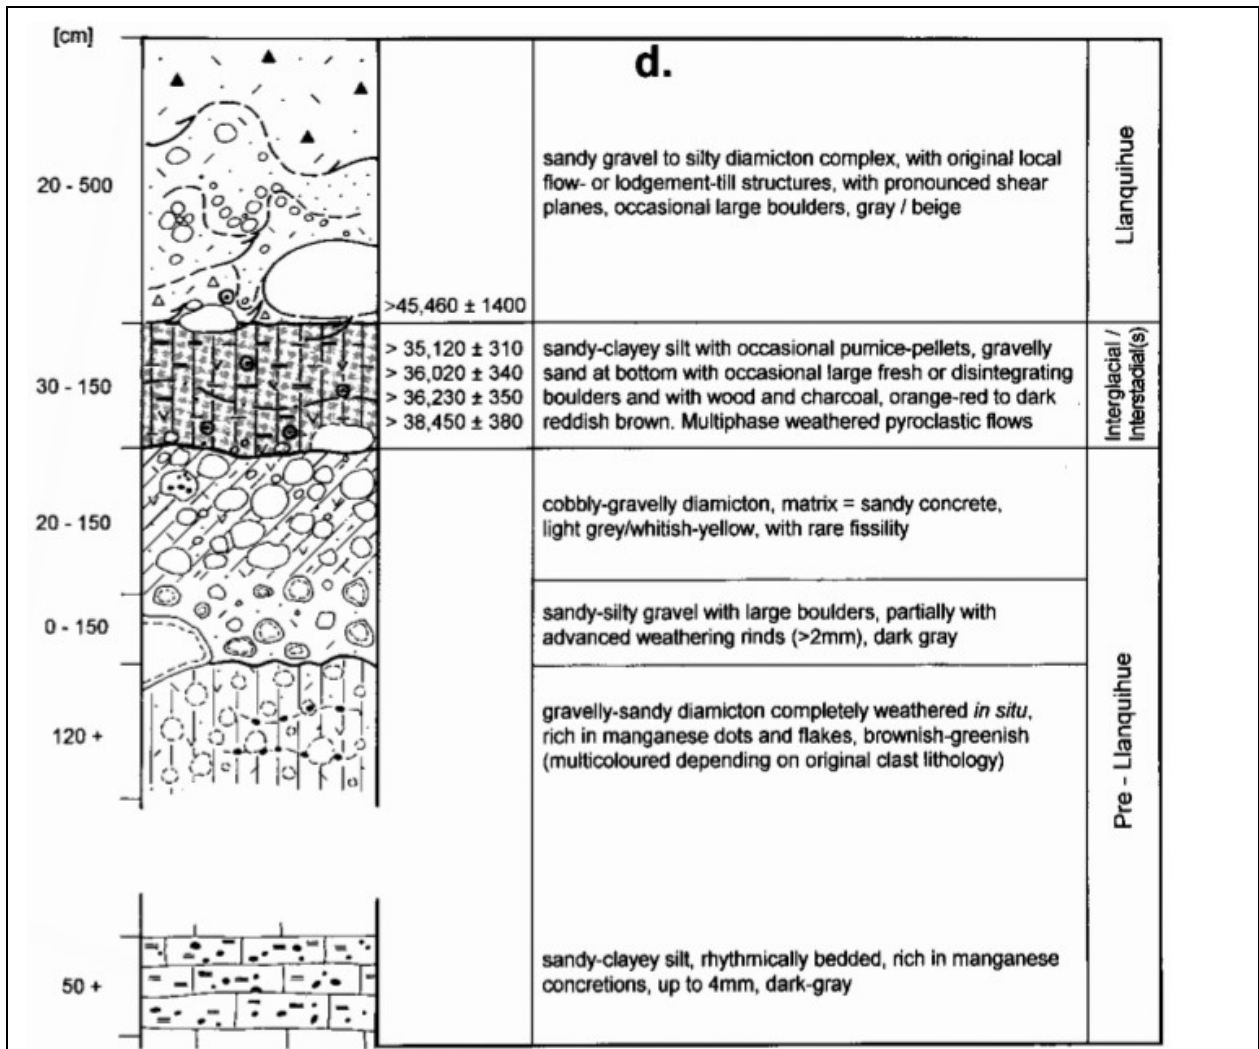 [cm]
d.
20 - 500
sandy gravel to silty diamicton complex, with original local
flow- or lodgement-till structures, with pronounced shear
planes, occasional large boulders, gray / beige
>45,460 ± 1400
Llanquihue
30 - 150
> 35,120 ± 310
> 36,020 ± 340
> 36,230 ± 350
> 38,450 ± 380
sandy-clayey silt with occasional pumice-pellets, gravelly
sand at bottom with occasional large fresh or disintegrating
boulders and with wood and charcoal, orange-red to dark
reddish brown. Multiphase weathered pyroclastic flows
Interglacial /
Interstadial(s)
20 - 150
cobbly-gravelly diamicton, matrix = sandy concrete,
light grey/whitish-yellow, with rare fissility
0 - 150
sandy-silty gravel with large boulders, partially with
advanced weathering rinds (>2mm), dark gray
120 +
gravelly-sandy diamicton completely weathered in situ,
rich in manganese dots and flakes, brownish-greenish
(multicoloured depending on original clast lithology)
Pre - Llanquihue
50 +
sandy-clayey silt, rhythmically bedded, rich in manganese
concretions, up to 4mm, dark-gray